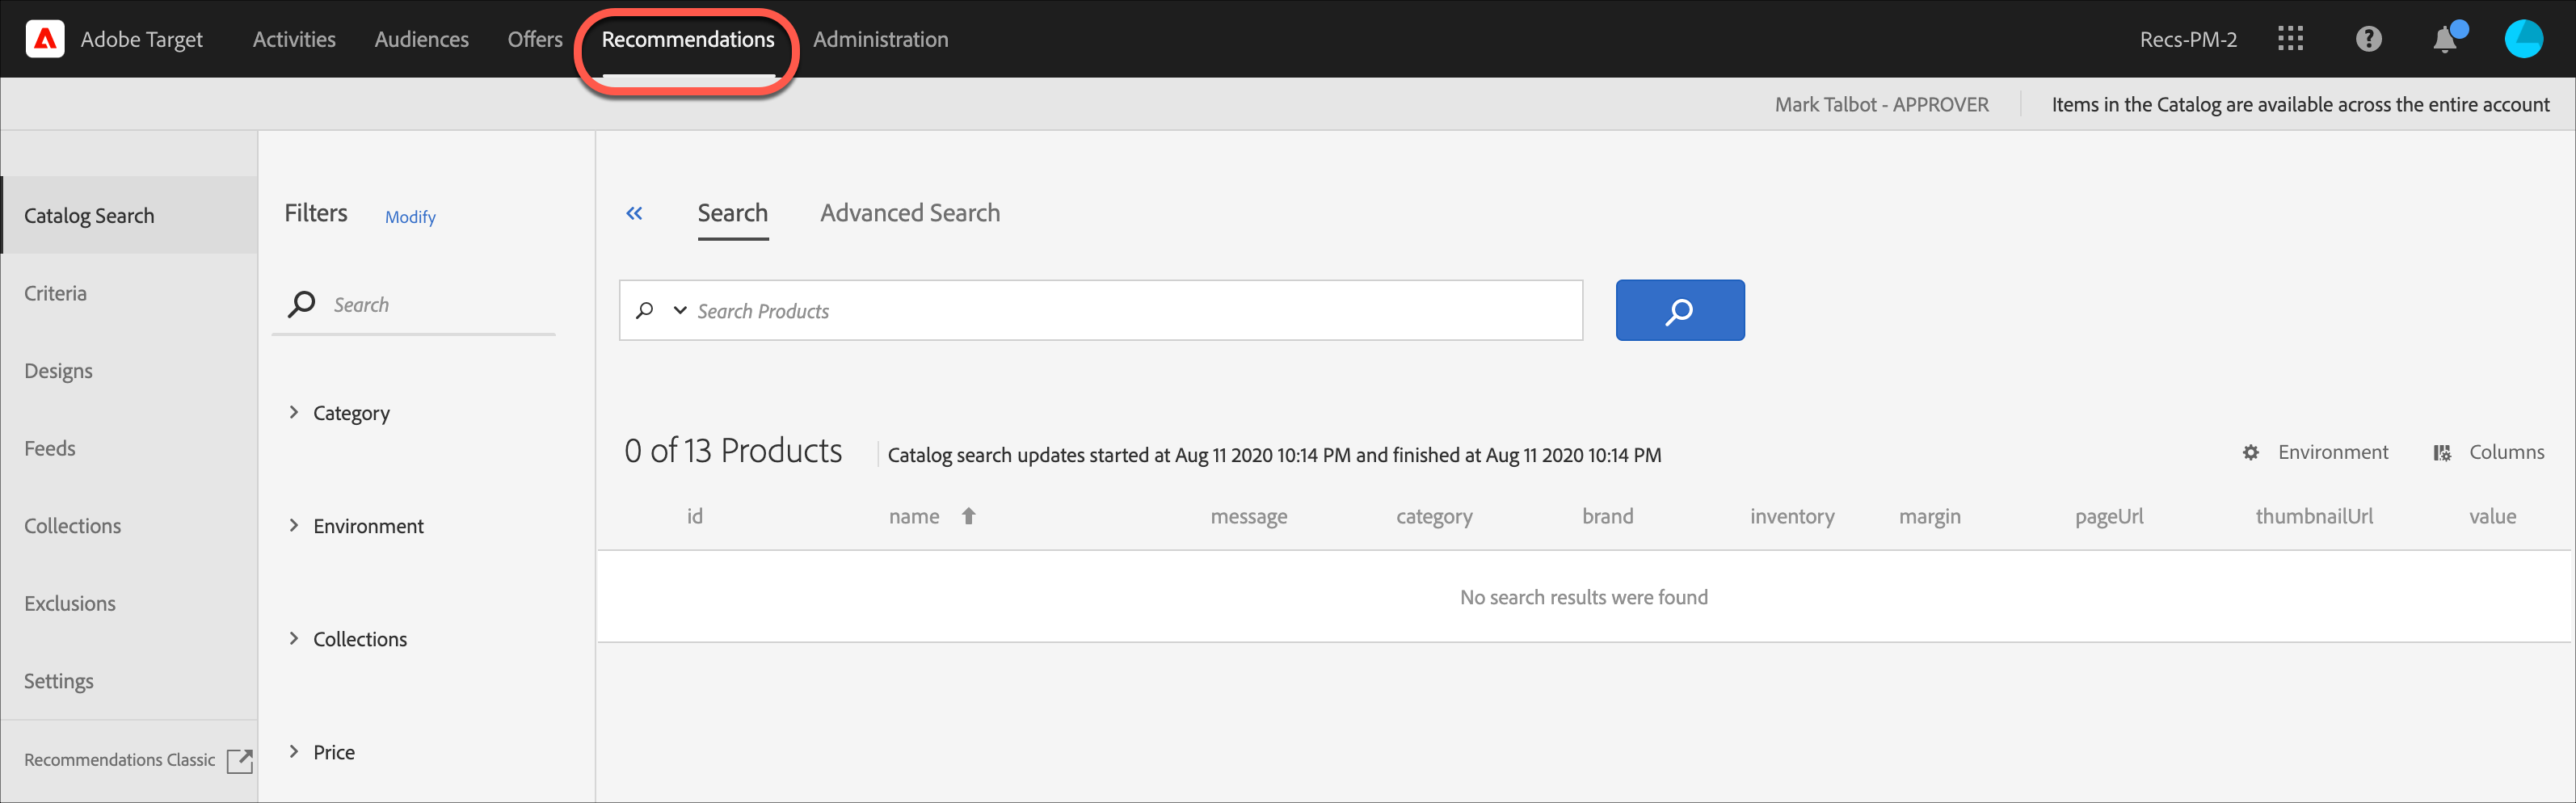 Adobe Target
Activities
Audiences
Offers
Recommendations
Administration
Recs-PM-2
Mark Talbot - APPROVER
Items in the Catalog are available across the entire account
Catalog Search
Criteria
Designs
Feeds
Collections
Exclusions
Settings
Recommendations Classic
Filters
Modify
Search
Category
Environment
Collections
Price
Search
Advanced Search
Search Products
0 of 13 Products
Catalog search updates started at Aug 11 2020 10:14 PM and finished at Aug 11 2020 10:14 PM
Environment
Columns
id name message category brand inventory margin pageUrl thumbnailUrl value
No search results were found